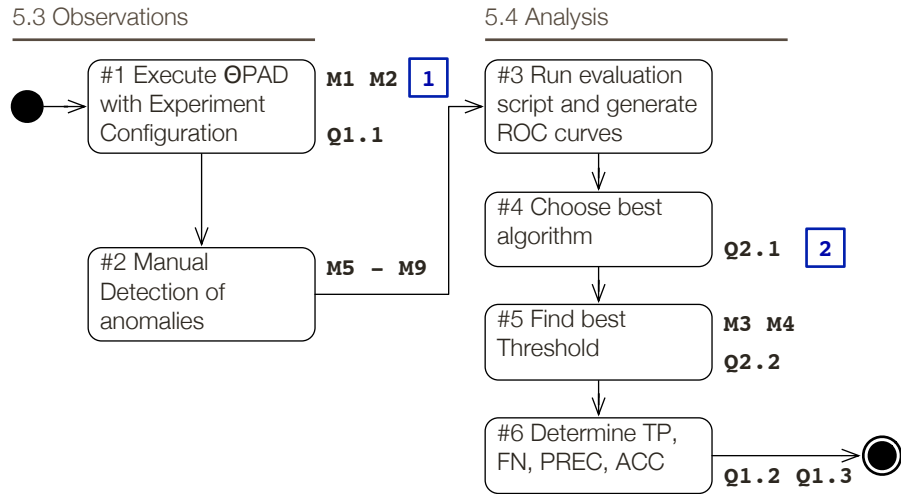 5.3 Observations
#1 Execute ΘPAD
with Experiment
Configuration
M1 M2 1
Q1.1
#2 Manual
Detection of
anomalies
M5 – M9
5.4 Analysis
#3 Run evaluation
script and generate
ROC curves
#4 Choose best
algorithm
Q2.1 2
#5 Find best
Threshold
M3 M4
Q2.2
#6 Determine TP,
FN, PREC, ACC
Q1.2 Q1.3